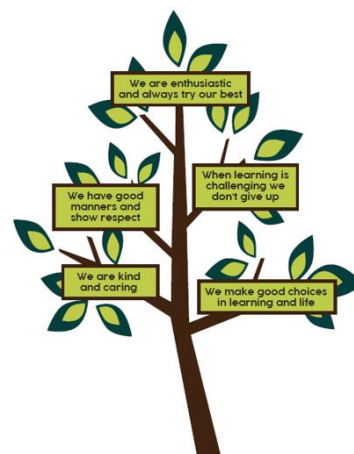 We are enthusiastic
and always try our best
When learning is
challenging we
don't give up
We have good
manners and
show respect
We are kind
and caring
We make good choices
in learning and life